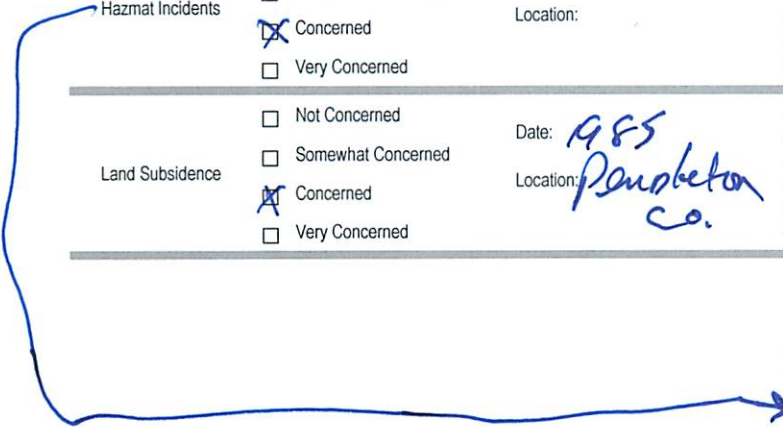 Hazmat Incidents
☒ Concerned
Location:
☐ Very Concerned
☐ Not Concerned
Date: 1985
☐ Somewhat Concerned
Land Subsidence
Location: Pendleton
☒ Concerned
Co.
☐ Very Concerned